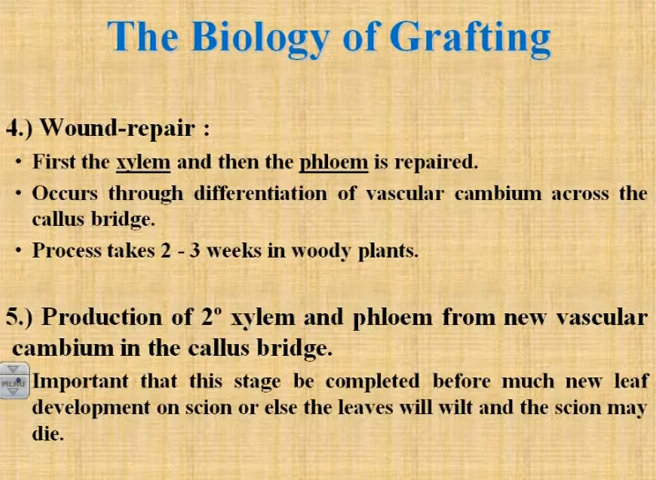 The Biology of Grafting
4.) Wound-repair :
• First the xylem and then the phloem is repaired.
• Occurs through differentiation of vascular cambium across the
callus bridge.
• Process takes 2 - 3 weeks in woody plants.
5.) Production of 2º xylem and phloem from new vascular
cambium in the callus bridge.
MENU
Important that this stage be completed before much new leaf
development on scion or else the leaves will wilt and the scion may
die.